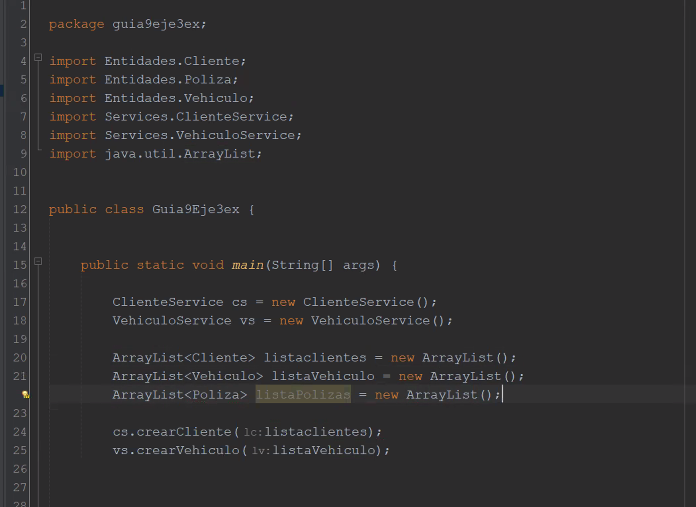 1
2 package guia9eje3ex;
3
4 import Entidades.Cliente;
5 import Entidades.Poliza;
6 import Entidades.Vehiculo;
7 import Services.ClienteService;
8 import Services.VehiculoService;
9 import java.util.ArrayList;
10
11
12 public class Guia9Eje3ex {
13
14
15 public static void main(String[] args) {
16
17 ClienteService cs = new ClienteService();
18 VehiculoService vs = new VehiculoService();
19
20 ArrayList<Cliente> listaclientes = new ArrayList();
21 ArrayList<Vehiculo> listaVehiculo = new ArrayList();
ArrayList<Poliza> listaPolizas = new ArrayList();
23
24 cs.crearCliente( lc:listaclientes);
25 vs.crearVehiculo( lv:listaVehiculo);
26
27
28